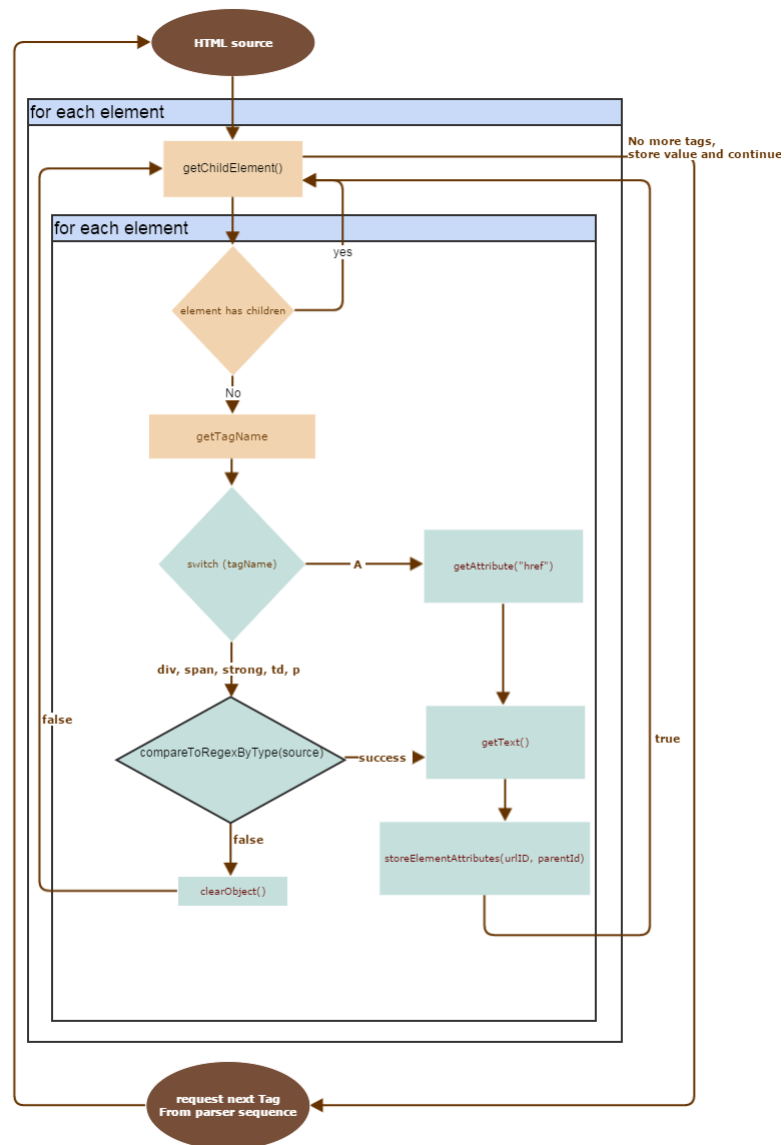 HTML source
for each element
No more tags,
store value and continue
getChildElement()
for each element
yes
element has children
No
getTagName
switch (tagName)
A
getAttribute("href")
div, span, strong, td, p
false
compareToRegexByType(source)
success
getText()
true
false
storeElementAttributes(urlID, parentId)
clearObject()
request next Tag
From parser sequence